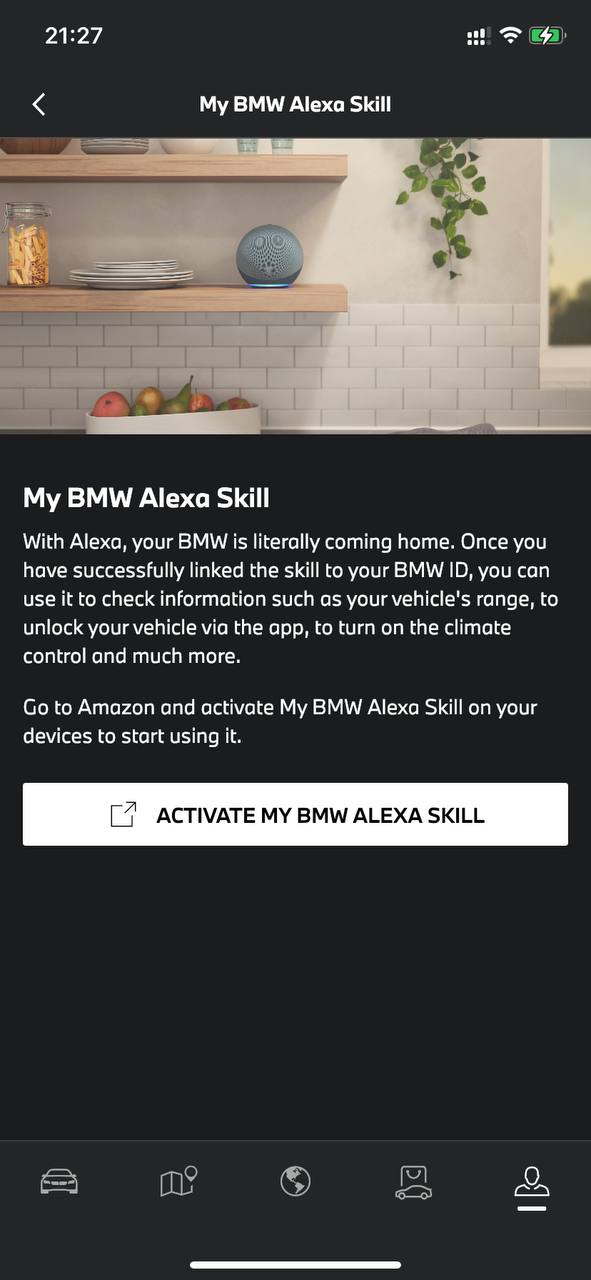 21:27
My BMW Alexa Skill
My BMW Alexa Skill
With Alexa, your BMW is literally coming home. Once you
have successfully linked the skill to your BMW ID, you can
use it to check information such as your vehicle's range, to
unlock your vehicle via the app, to turn on the climate
control and much more.
Go to Amazon and activate My BMW Alexa Skill on your
devices to start using it.
ACTIVATE MY BMW ALEXA SKILL